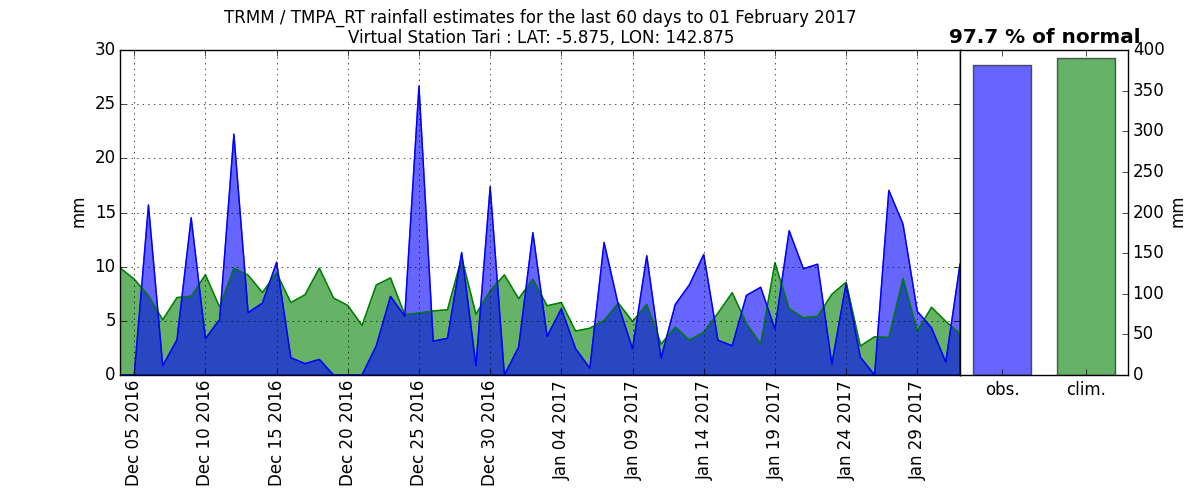 TRMM / TMPA_RT rainfall estimates for the last 60 days to 01 February 2017
Virtual Station Tari : LAT: -5.875, LON: 142.875
97.7 % of normal
30
25
20
15
10
5
0
mm
400
350
300
250
200
150
100
50
0
mm
obs.
clim.
Dec 05 2016
Dec 10 2016
Dec 15 2016
Dec 20 2016
Dec 25 2016
Dec 30 2016
Jan 04 2017
Jan 09 2017
Jan 14 2017
Jan 19 2017
Jan 24 2017
Jan 29 2017